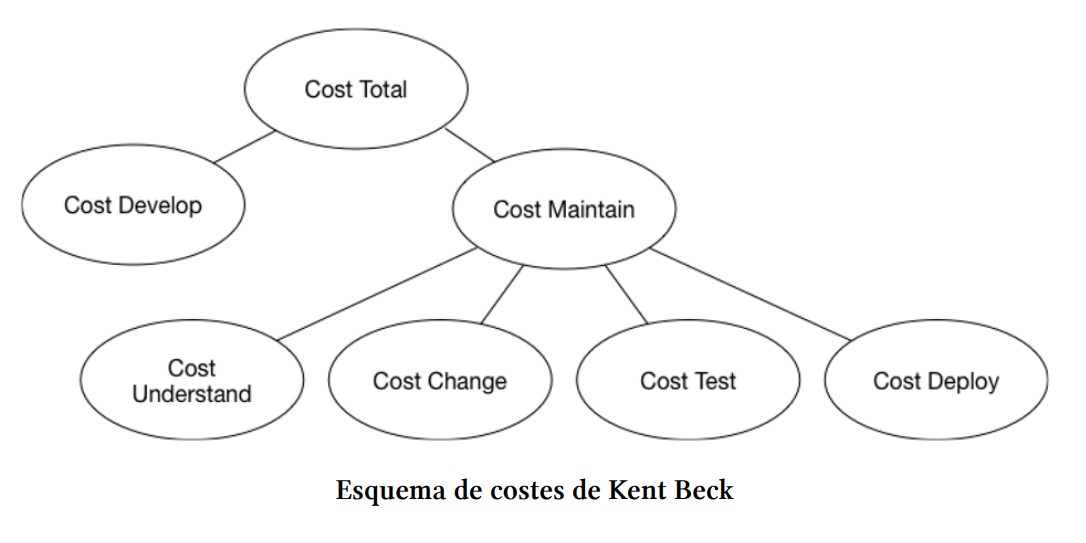 Cost Total
Cost Develop
Cost Maintain
Cost
Understand
Cost Change
Cost Test
Cost Deploy
Esquema de costes de Kent Beck